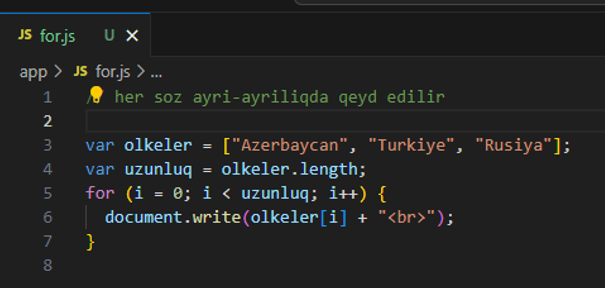 JS for.js U ×
app > JS for.js > ...
1 / her soz ayri-ayriliqda qeyd edilir
2
3 var olkeler = ["Azerbaycan", "Turkiye", "Rusiya"];
4 var uzunluq = olkeler.length;
5 for (i = 0; i < uzunluq; i++) {
6 document.write(olkeler[i] + "<br>");
7 }
8